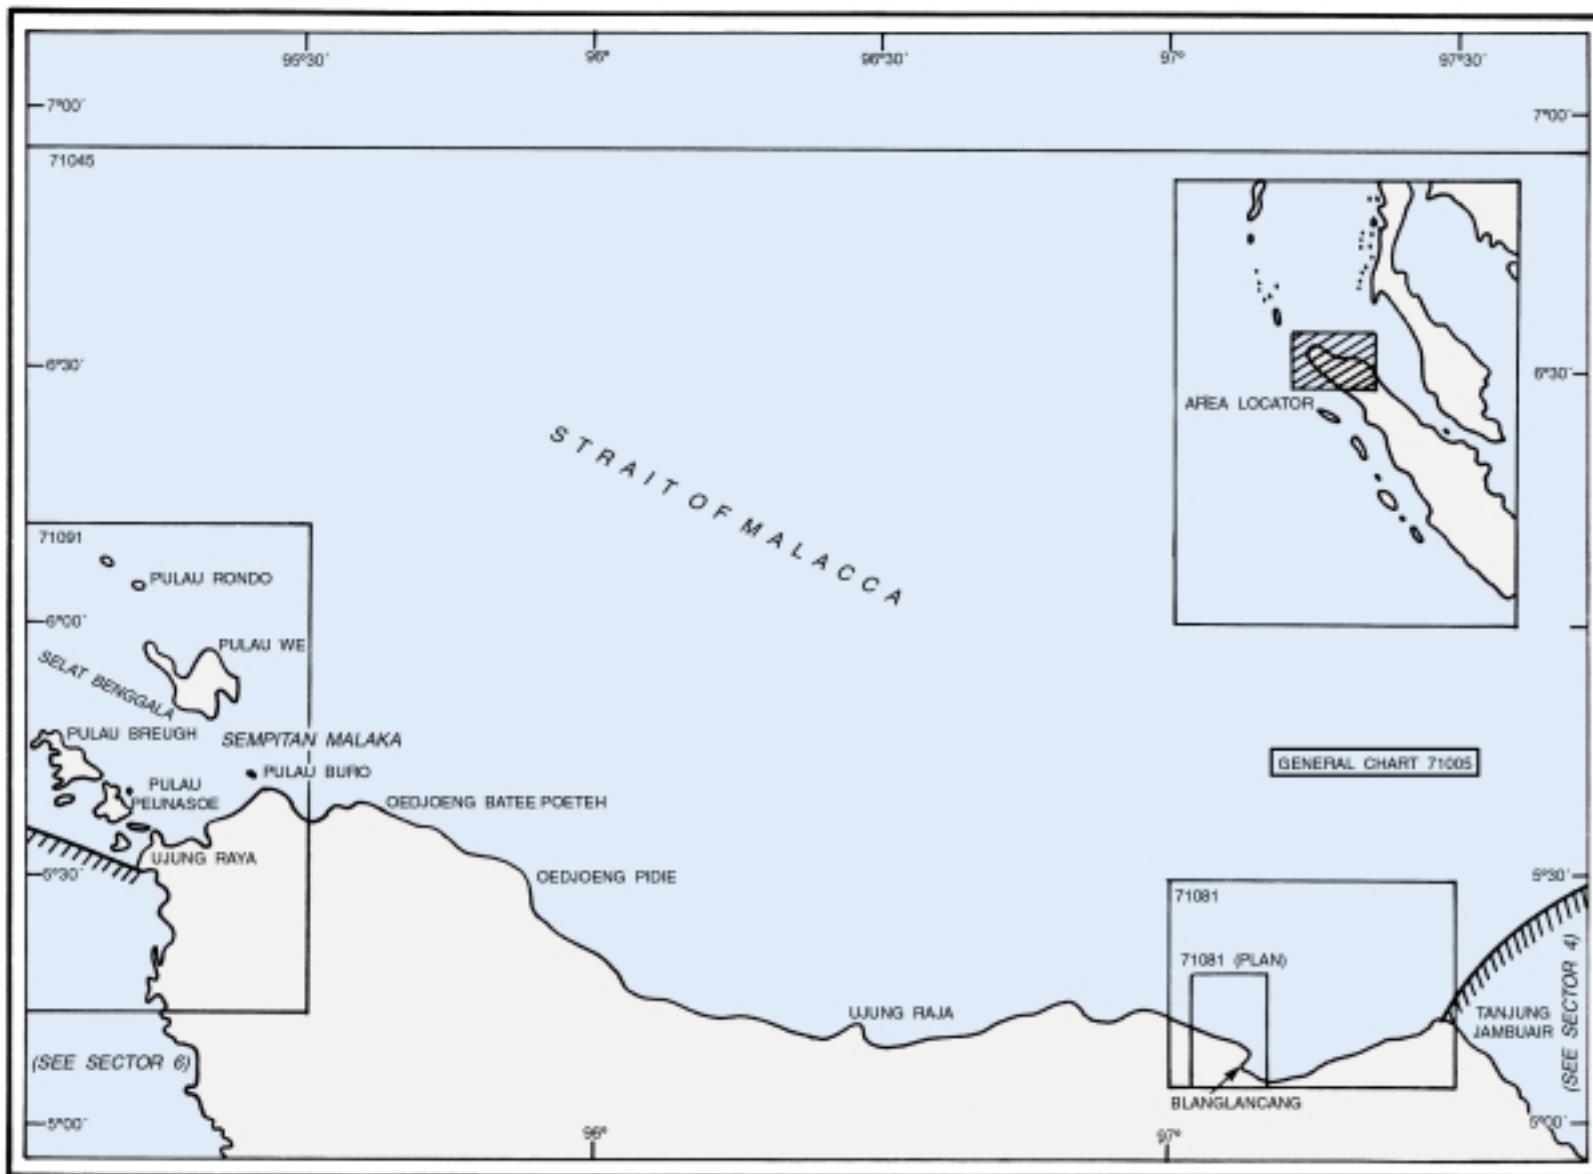 95°30´
96°
96°30´
97°
97°30´
7°00´
7°00´
71045
6°30´
6°30´
AREA LOCATOR
STRAIT OF MALACCA
71091
PULAU RONDO
6°00´
PULAU WE
SELAT BENGGALA
PULAU BREUGH
SEMPITAN MALAKA
PULAU BURO
PULAU
PEUNASOE
OEDJOENG BATEE POETEH
GENERAL CHART 71005
UJUNG RAYA
5°30´
OEDJOENG PIDIE
5°30´
71081
71081 (PLAN)
UJUNG RAJA
TANJUNG
JAMBUAIR
(SEE SECTOR 4)
(SEE SECTOR 6)
BLANGLANCANG
5°00´
5°00´
96°
97°